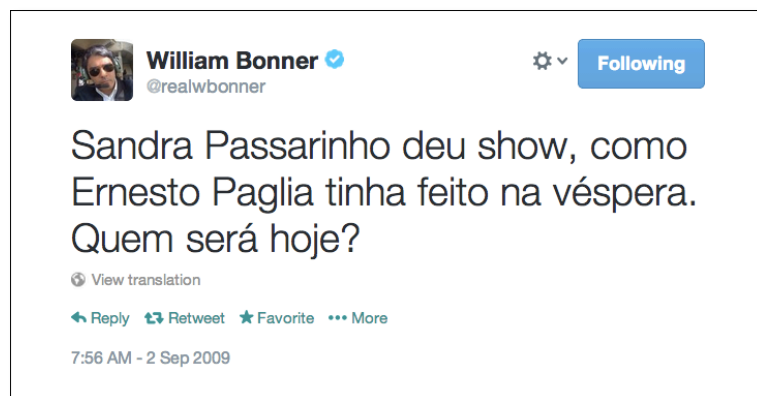 William Bonner
@realwbonner
Following
Sandra Passarinho deu show, como
Ernesto Paglia tinha feito na véspera.
Quem será hoje?
View translation
Reply Retweet Favorite More
7:56 AM - 2 Sep 2009